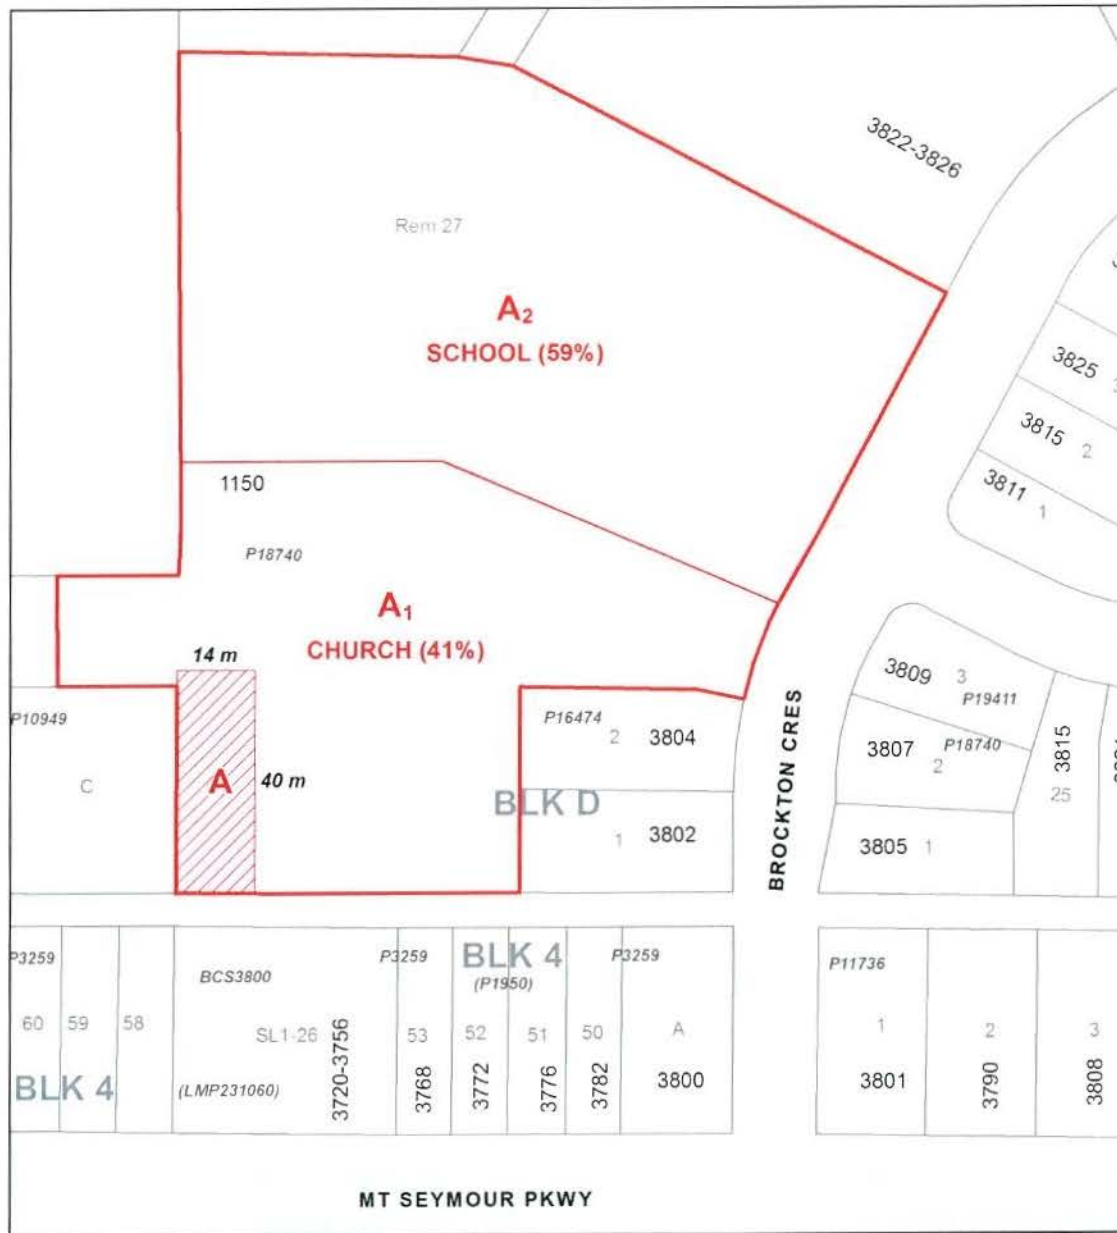 3822-3826
Rem 27
A₂
SCHOOL (59%)
3825
3815 2
3811 1
1150
P18740
A₁
CHURCH (41%)
14 m
A
40 m
P10949
C
P16474
2 3804
BLK D
1 3802
BROCKTON CRES
3809 3
P19411
3807 P18740
2
3805 1
3815
25
P3259
60 59 58
BLK 4
BCS3800
SL1-26
(LMP231060)
3720-3756
P3259
BLK 4
(P1950)
P3259
53 52 51 50 A
3768 3772 3776 3782 3800
P11736
1 2 3
3801 3790 3808
MT SEYMOUR PKWY